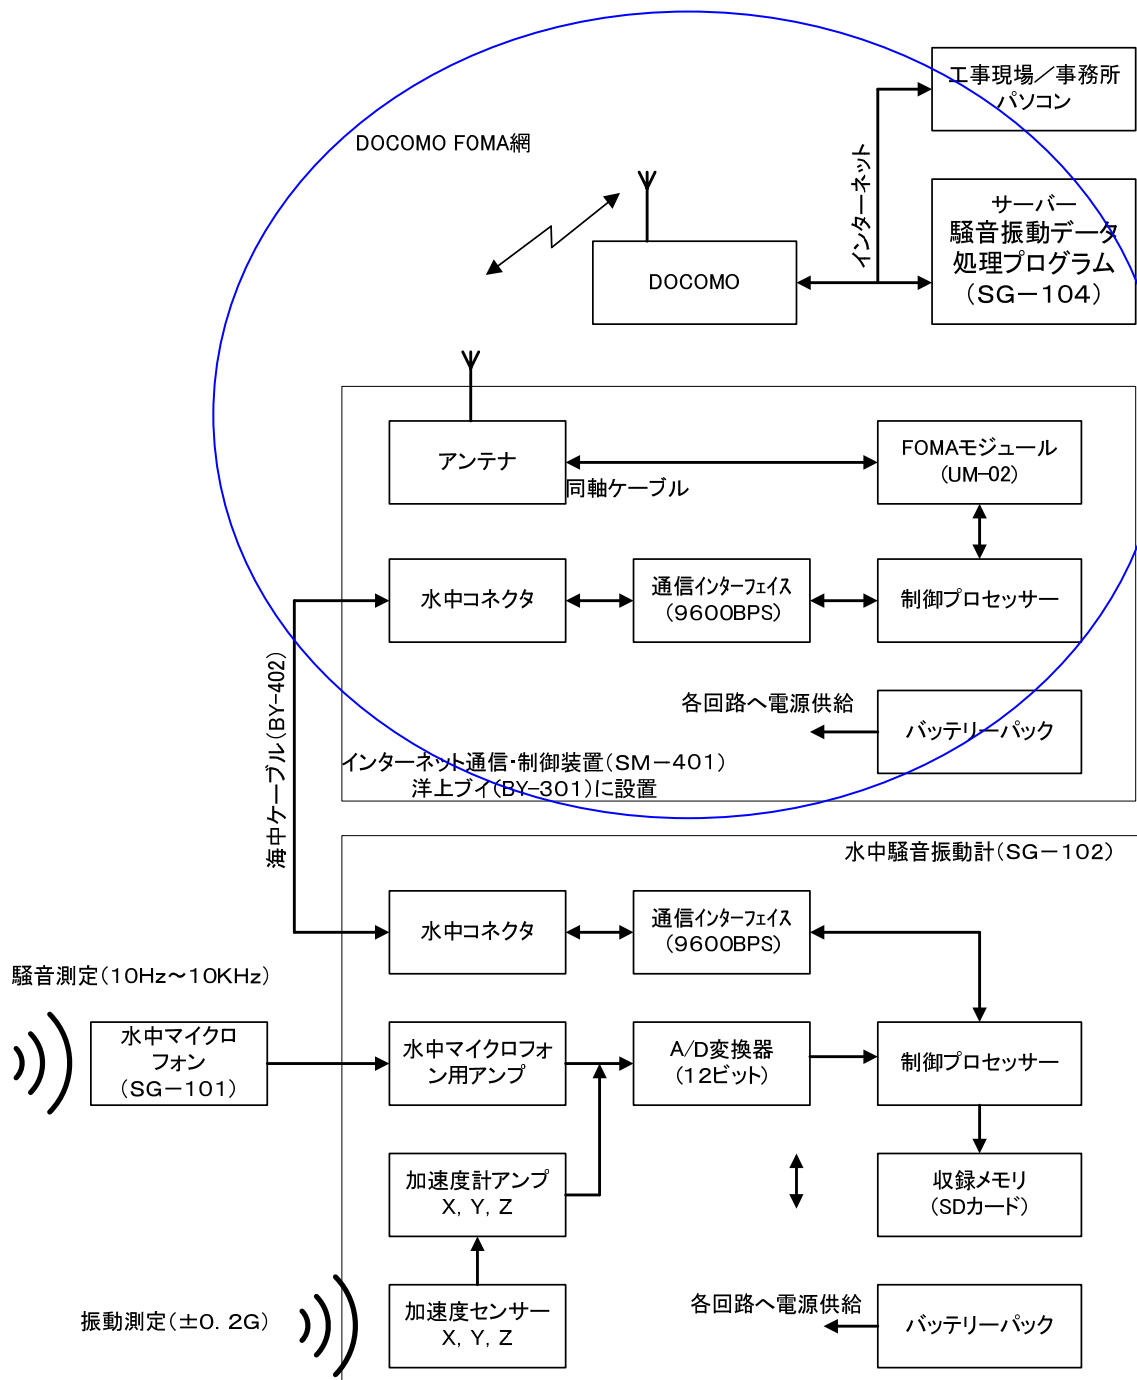 工事現場／事務所
パソコン
DOCOMO FOMA網
インターネット
サーバー
騒音振動データ
処理プログラム
（SG－104）
DOCOMO
アンテナ
同軸ケーブル
FOMAモジュール
（UM-02）
水中コネクタ
通信インターフェイス
（9600BPS）
制御プロセッサー
各回路へ電源供給
バッテリーパック
インターネット通信・制御装置（SM－401）
洋上ブイ（BY-301）に設置
海中ケーブル（BY-402）
水中騒音振動計（SG－102）
水中コネクタ
通信インターフェイス
（9600BPS）
騒音測定（10Hz～10KHz）
水中マイクロ
フォン
（SG－101）
水中マイクロフォ
ン用アンプ
A/D変換器
（12ビット）
制御プロセッサー
加速度計アンプ
X, Y, Z
収録メモリ
（SDカード）
振動測定（±0. 2G）
加速度センサー
X, Y, Z
各回路へ電源供給
バッテリーパック